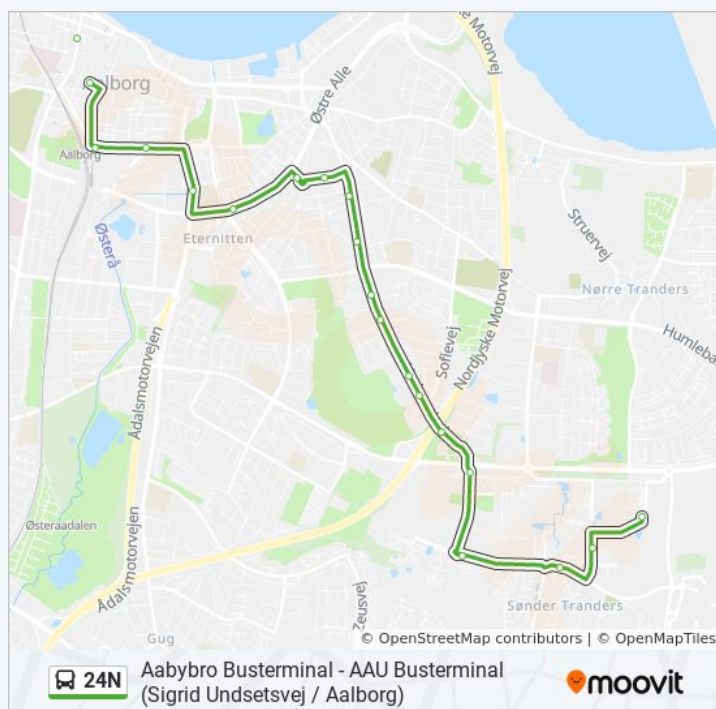 Nordjyske Motorvej
Aalborg
Østre Alle
Aalborg
Struervej
Østerå
Eternitten
Nørre Tranders
Humleba
Sofievej
Nordjyske Motorvej
Ådalsmotorvejen
Østeraadalen
Ådalsmotorvejen
Zeusvej
Sønder Tranders
Gug
© OpenStreetMap contributors | © OpenMapTiles
24N
Aabybro Busterminal - AAU Busterminal
(Sigrid Undsetsvej / Aalborg)
moovit